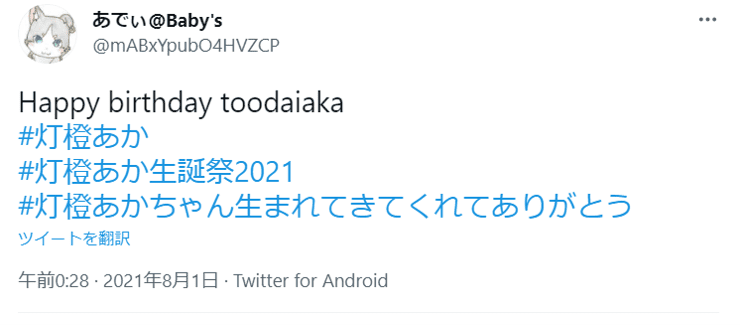 あでぃ@Baby's
@mABxYpubO4HVZCP
Happy birthday toodaiaka
#灯橙あか
#灯橙あか生誕祭2021
#灯橙あかちゃん生まれてきてくれてありがとう
ツイートを翻訳
午前0:28 · 2021年8月1日 · Twitter for Android